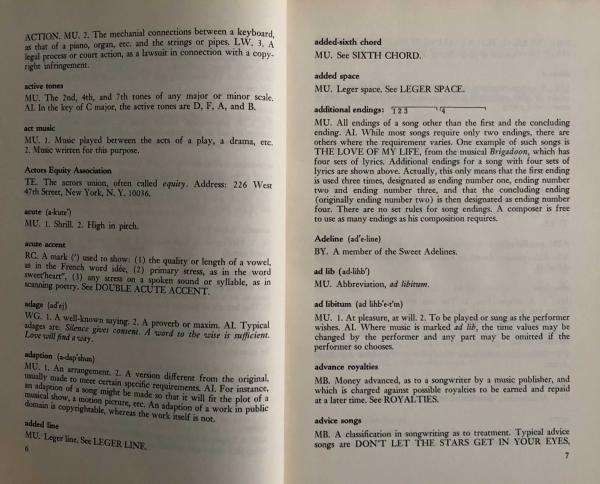 ACTION. MU. 2. The mechanial connections between a keyboard,
as that of a piano, organ, etc. and the strings or pipes. LW. 3. A
legal process or court action, as a lawsuit in connection with a copy-
right infringement.
active tones
MU. The 2nd, 4th, and 7th tones of any major or minor scale.
AI. In the key of C major, the active tones are D, F, A, and B.
act music
MU. 1. Music played between the acts of a play, a drama, etc.
2. Music written for this purpose.
Actors Equity Association
TE. The actors union, often called equity. Address: 226 West
47th Street, New York, N. Y. 10036.
acute (a-kute')
MU. 1. Shrill. 2. High in pitch.
acute accent
RC. A mark (') used to show: (1) the quality or length of a vowel,
as in the French word idée, (2) primary stress, as in the word
sweet'heart", (3) any stress on a spoken sound or syllable, as in
scanning poetry. See DOUBLE ACUTE ACCENT.
adage (ad'ej)
WG. 1. A well-known saying. 2. A proverb or maxim. AI. Typical
adages are: Silence gives consent. A word to the wise is sufficient.
Love will find a way.
adaption (a-dap'shun)
MU. 1. An arrangement. 2. A version different from the original,
usually made to meet certain specific requirements. AI. For instance,
an adaption of a song might be made so that it will fit the plot of a
musical show, a motion picture, etc. An adaption of a work in public
domain is copyrightable, whereas the work itself is not.
added line
MU. Leger line. See LEGER LINE.
6
added-sixth chord
MU. See SIXTH CHORD.
added space
MU. Leger space. See LEGER SPACE.
additional endings: 1 2 3 4
MU. All endings of a song other than the first and the concluding
ending. AI. While most songs require only two endings, there are
others where the requirement varies. One example of such songs is
THE LOVE OF MY LIFE, from the musical Brigadoon, which has
four sets of lyrics. Additional endings for a song with four sets of
lyrics are shown above. Actually, this only means that the first ending
is used three times, designated as ending number one, ending number
two and ending number three, and that the concluding ending
(originally ending number two) is then designated as ending number
four. There are no set rules for song endings. A composer is free
to use as many endings as his composition requires.
Adeline (ad'e-line)
BY. A member of the Sweet Adelines.
ad lib (ad-lihb')
MU. Abbreviation, ad libitum.
ad libitum (ad lihb'e-t'm)
MU. 1. At pleasure, at will. 2. To be played or sung as the performer
wishes. AI. Where music is marked ad lib, the time values may be
changed by the performer and any part may be omitted if the
performer so chooses.
advance royalties
MB. Money advanced, as to a songwriter by a music publisher, and
which is charged against possible royalties to be earned and repaid
at a later time. See ROYALTIES.
advice songs
MB. A classification in songwriting as to treatment. Typical advice
songs are DON'T LET THE STARS GET IN YOUR EYES,
7